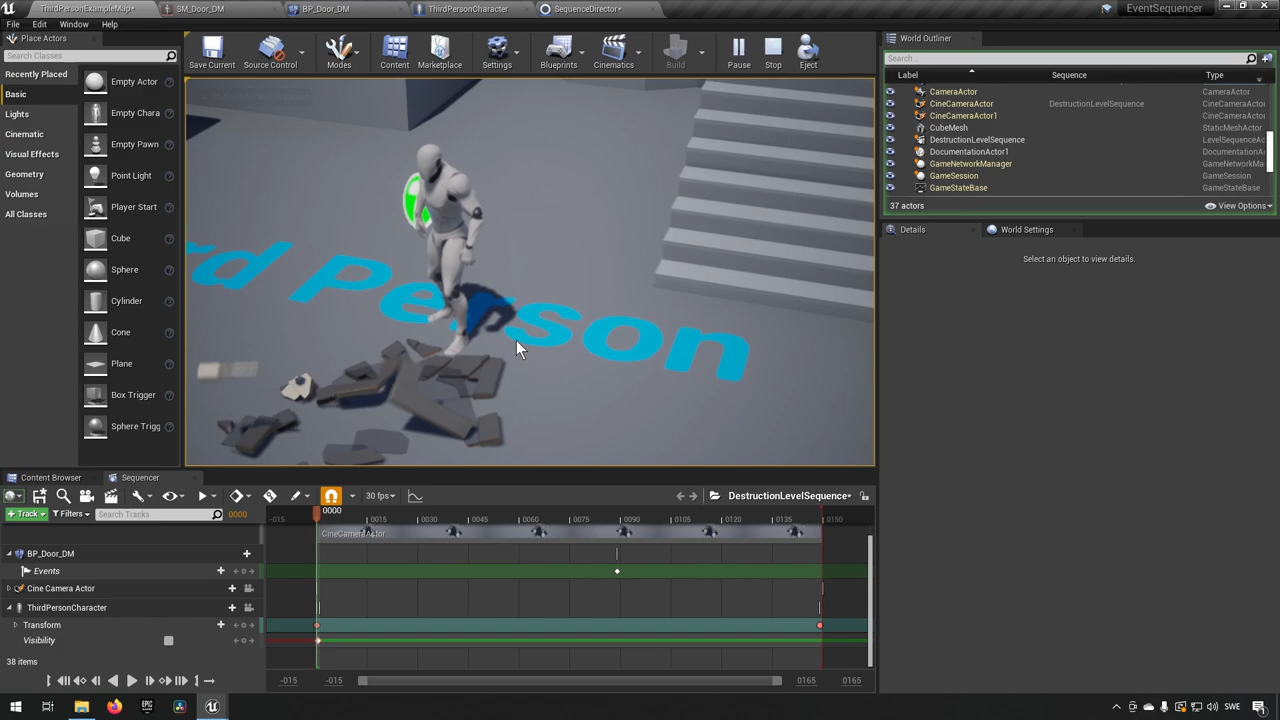 ThirdPersonExampleMap*
SM_Door_DM
BP_Door_DM
ThirdPersonCharacter
SequenceDirector*
EventSequencer
File
Edit
Window
Help
Place Actors
Search Classes
Recently Placed
Basic
Lights
Cinematic
Visual Effects
Geometry
Volumes
All Classes
Empty Actor
Empty Chara
Empty Pawn
Point Light
Player Start
Cube
Sphere
Cylinder
Cone
Plane
Box Trigger
Sphere Trigg
Save Current
Source Control
Modes
Content
Marketplace
Settings
Blueprints
Cinematics
Build
Pause
Stop
Eject
rd Person
World Outliner
Search...
Label
Sequence
Type
CameraActor
CameraActor
CineCameraActor
DestructionLevelSequence
CineCameraActor
CineCameraActor1
CineCameraActor
CubeMesh
StaticMeshActor
DestructionLevelSequence
LevelSequenceAc
DocumentationActor1
DocumentationAc
GameNetworkManager
GameNetworkMa
GameSession
GameSession
GameStateBase
GameStateBase
37 actors
View Options
Details
World Settings
Select an object to view details.
Content Browser
Sequencer
30 fps
DestructionLevelSequence*
Track
Filters
Search Tracks
0000
0000
-015
0015
0030
0045
0060
0075
0090
0105
0120
0135
0150
CineCameraActor
BP_Door_DM
Events
Cine Camera Actor
ThirdPersonCharacter
Transform
Visibility
38 items
-015
-015
0165
0165
SWE